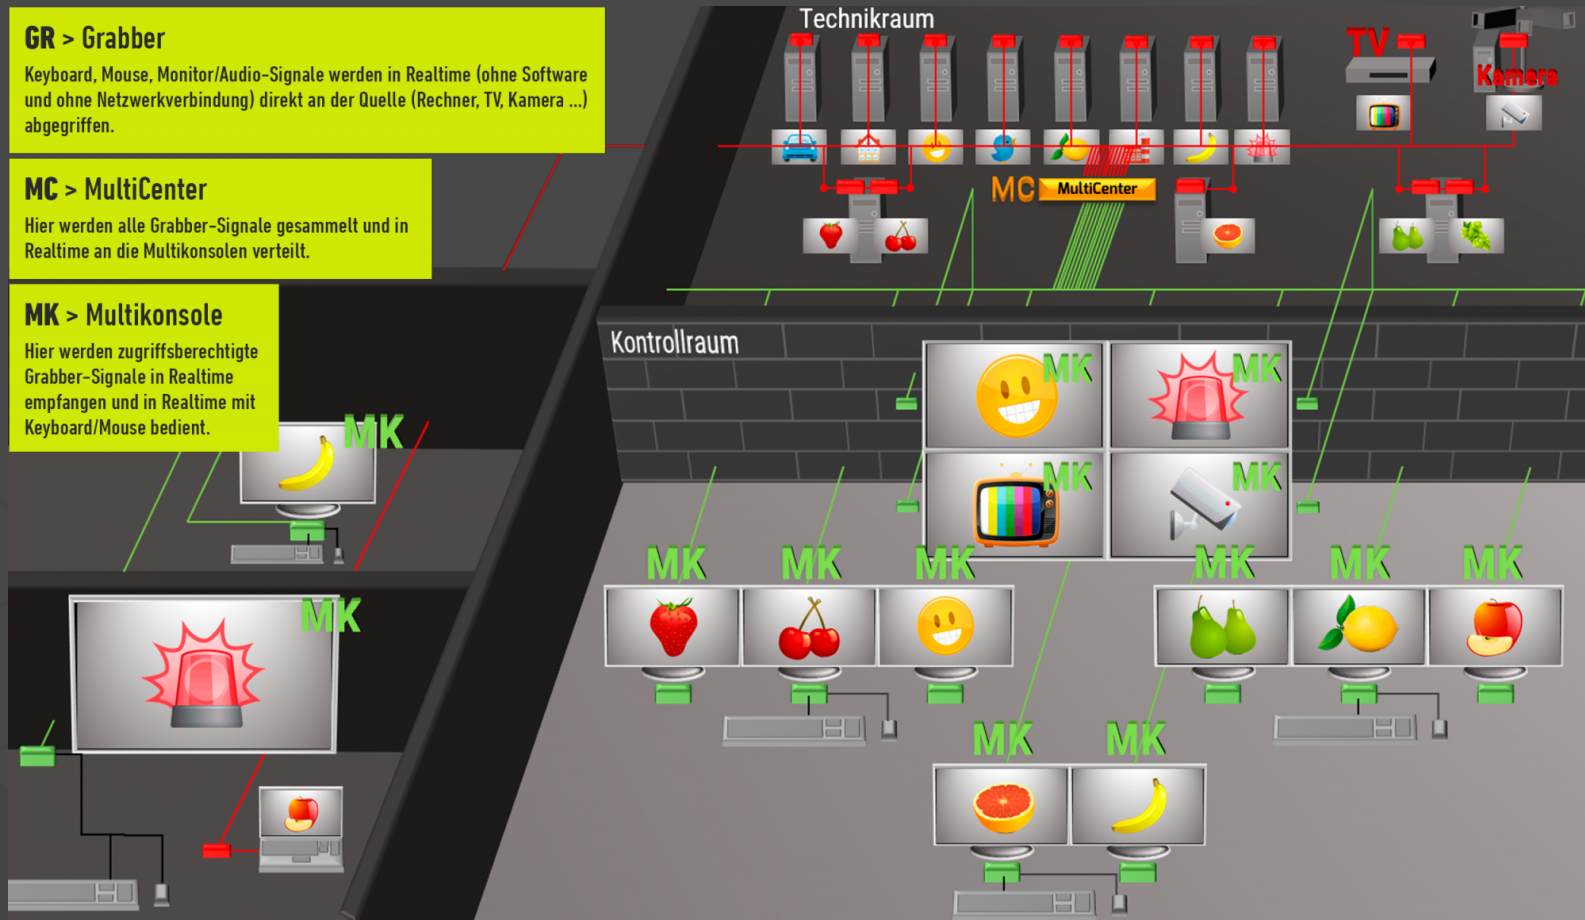 GR > Grabber
Keyboard, Mouse, Monitor/Audio-Signale werden in Realtime (ohne Software
und ohne Netzwerkverbindung) direkt an der Quelle (Rechner, TV, Kamera ...)
abgegriffen.
MC > MultiCenter
Hier werden alle Grabber-Signale gesammelt und in
Realtime an die Multikonsolen verteilt.
MK > Multikonsole
Hier werden zugriffsberechtigte
Grabber-Signale in Realtime
empfangen und in Realtime mit
Keyboard/Mouse bedient.
MK
MK
Technikraum
TV
Kamera
MC MultiCenter
Kontrollraum
MK MK
MK MK
MK MK MK MK MK MK
MK MK